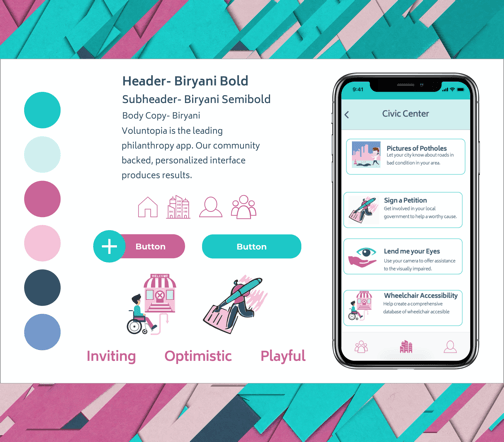 Header- Biryani Bold
Subheader- Biryani Semibold
Body Copy- Biryani
Voluntopia is the leading
philanthropy app. Our community
backed, personalized interface
produces results.
Button
Button
Inviting Optimistic Playful
9:41
Civic Center
Pictures of Potholes
Let your city know about roads in
bad condition in your area.
Sign a Petition
Get involved in your local
government to help a worthy cause.
Lend me your Eyes
Use your camera to offer assistance
to the visually impaired.
Wheelchair Accessibility
Help create a comprehensive
database of wheelchair accesible